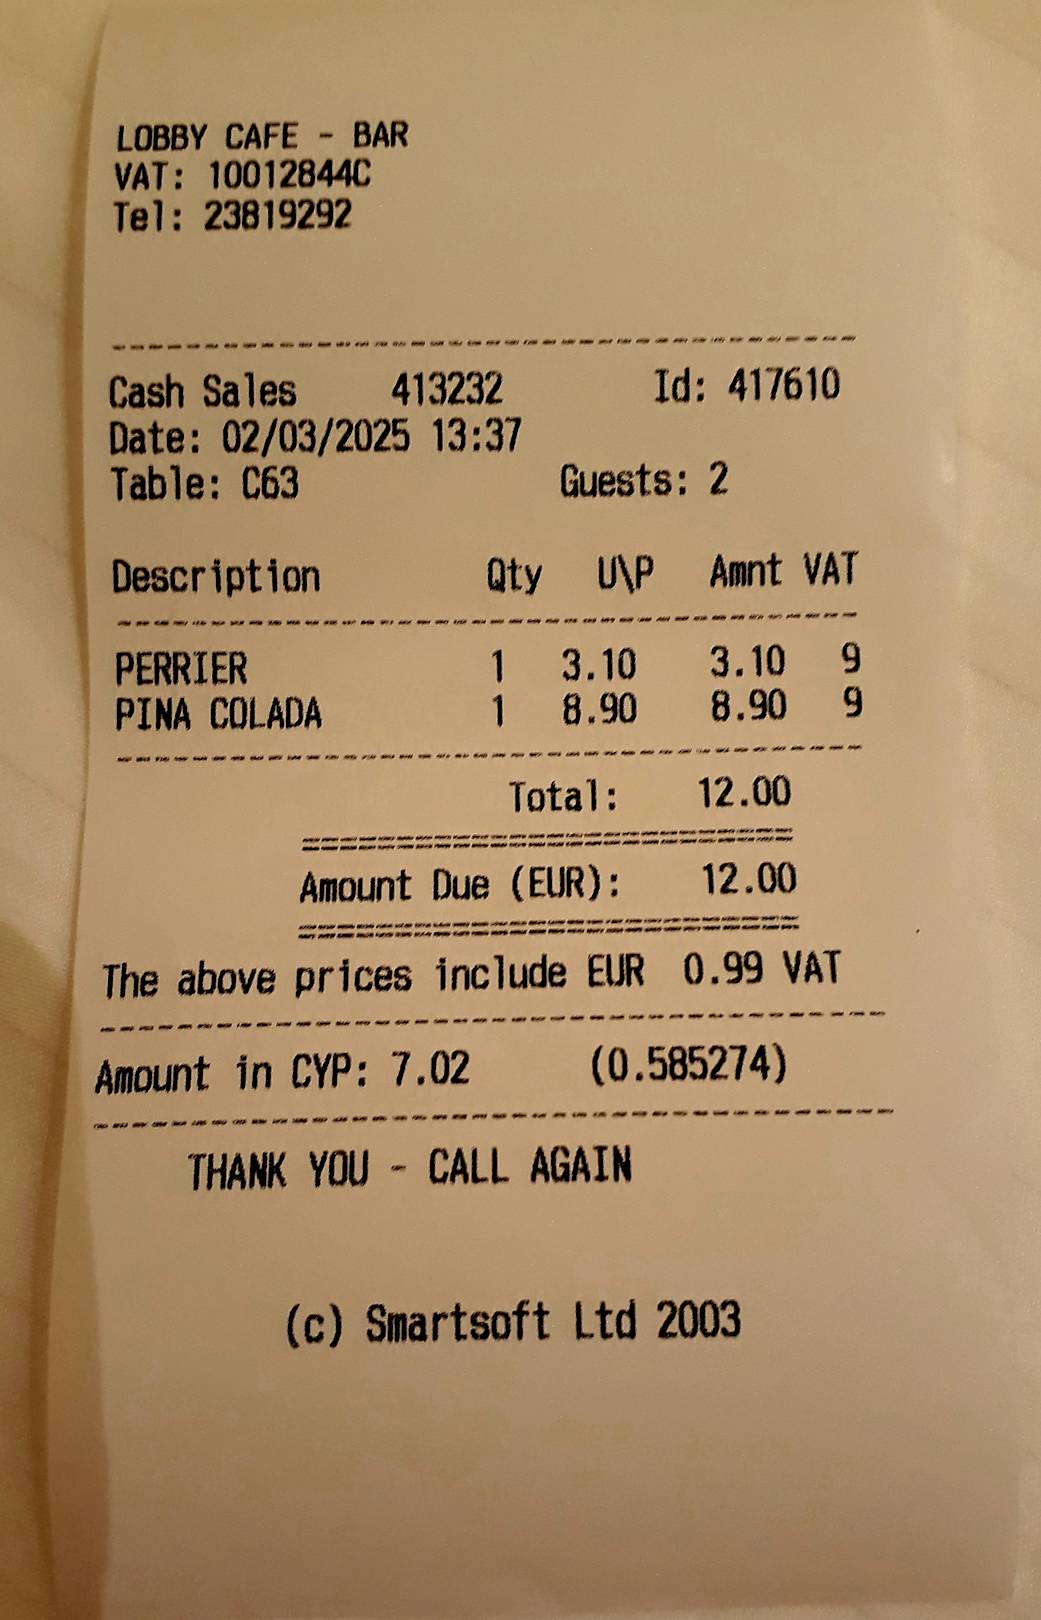 LOBBY CAFE - BAR
VAT: 10012844C
Tel: 23819292
Cash Sales 413232 Id: 417610
Date: 02/03/2025 13:37
Table: C63 Guests: 2
Description Qty U\P Amnt VAT
PERRIER 1 3.10 3.10 9
PINA COLADA 1 8.90 8.90 9
Total: 12.00
Amount Due (EUR): 12.00
The above prices include EUR 0.99 VAT
Amount in CYP: 7.02 (0.585274)
THANK YOU - CALL AGAIN
(c) Smartsoft Ltd 2003